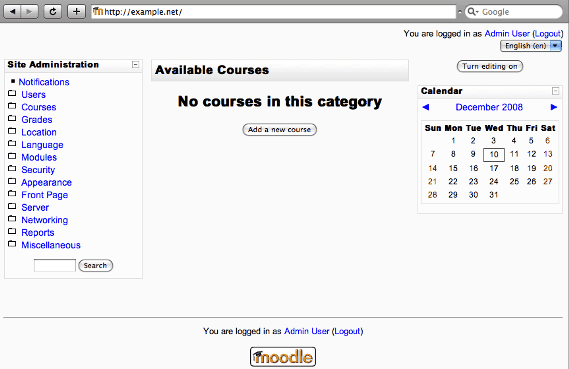 http://example.net/
Google
You are logged in as Admin User (Logout)
English (en)
Site Administration
Notifications
Users
Courses
Grades
Location
Language
Modules
Security
Appearance
Front Page
Server
Networking
Reports
Miscellaneous
Search
Available Courses
No courses in this category
Add a new course
Turn editing on
Calendar
December 2008
Sun Mon Tue Wed Thu Fri Sat
1 2 3 4 5 6
7 8 9 10 11 12 13
14 15 16 17 18 19 20
21 22 23 24 25 26 27
28 29 30 31
You are logged in as Admin User (Logout)
moodle